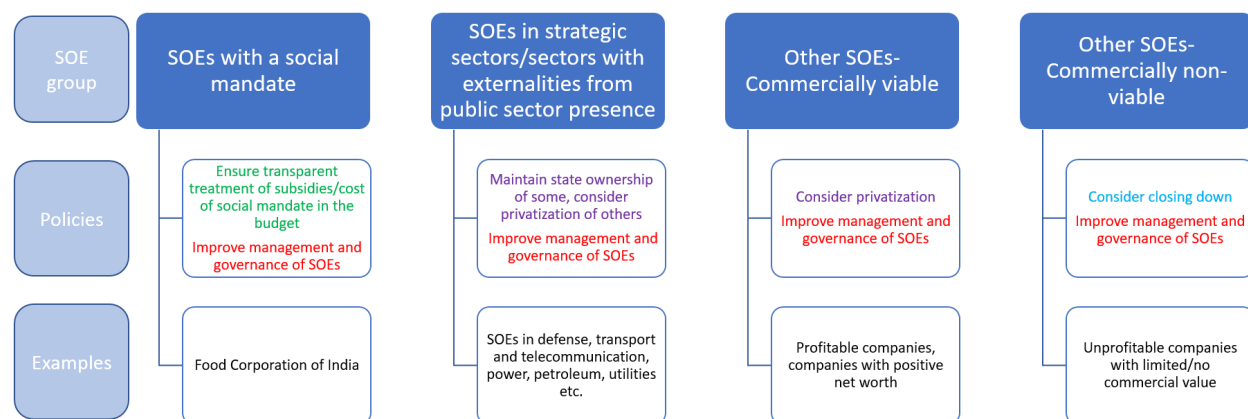 SOE
group
SOEs with a social
mandate
SOEs in strategic
sectors/sectors with
externalities from
public sector presence
Other SOEs-
Commercially viable
Other SOEs-
Commercially non-
viable
Policies
Ensure transparent
treatment of subsidies/cost
of social mandate in the
budget
Improve management and
governance of SOEs
Maintain state ownership
of some, consider
privatization of others
Improve management and
governance of SOEs
Consider privatization
Improve management and
governance of SOEs
Consider closing down
Improve management and
governance of SOEs
Examples
Food Corporation of India
SOEs in defense, transport
and telecommunication,
power, petroleum, utilities
etc.
Profitable companies,
companies with positive
net worth
Unprofitable companies
with limited/no
commercial value